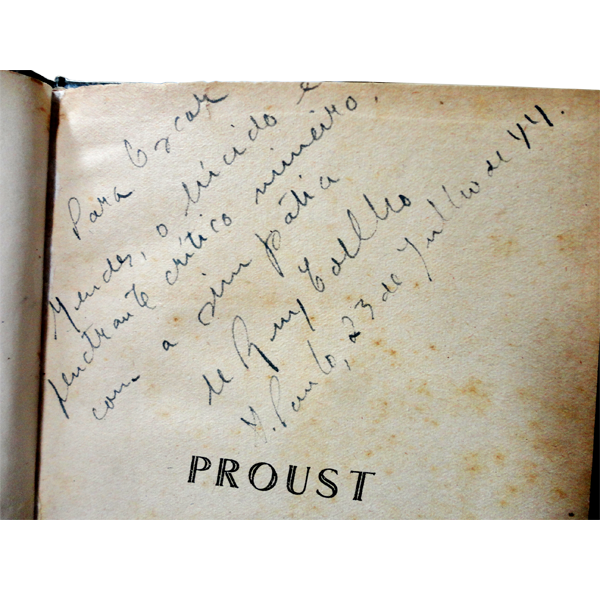 Para Oscar
Mendes, o lúcido e
penetrante crítico mineiro,
com a simpatia
de Ruy Coelho
S. Paulo, 23 de Julho de 44.
PROUST